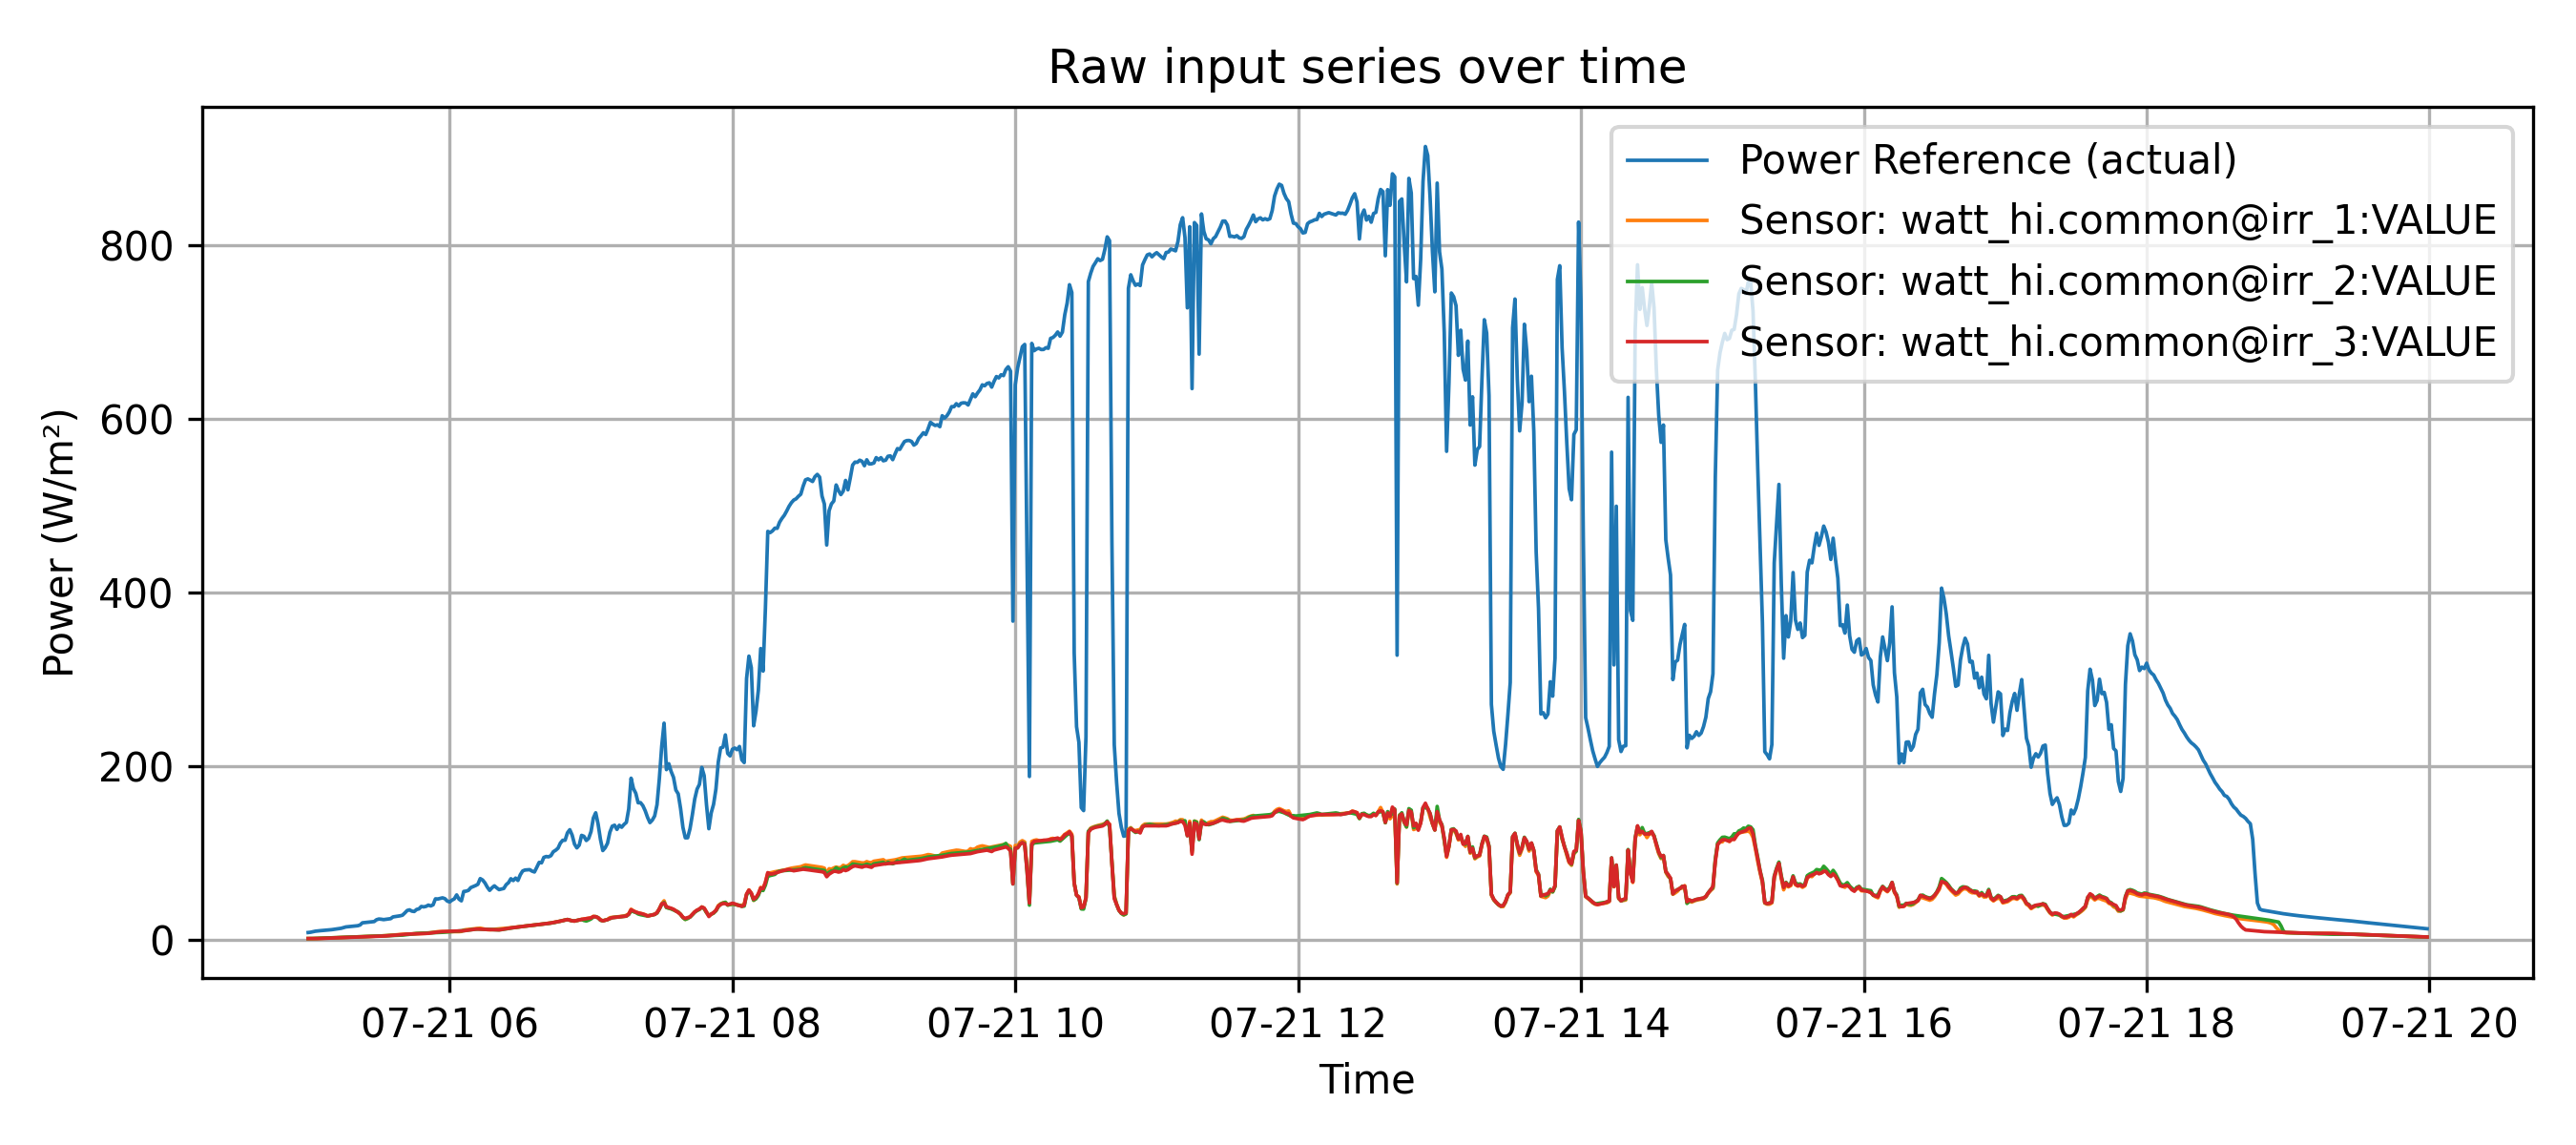 Raw input series over time
Power Reference (actual)
Sensor: watt_hi.common@irr_1:VALUE
Sensor: watt_hi.common@irr_2:VALUE
Sensor: watt_hi.common@irr_3:VALUE
Power (W/m²)
800
600
400
200
0
07-21 06
07-21 08
07-21 10
07-21 12
07-21 14
07-21 16
07-21 18
07-21 20
Time